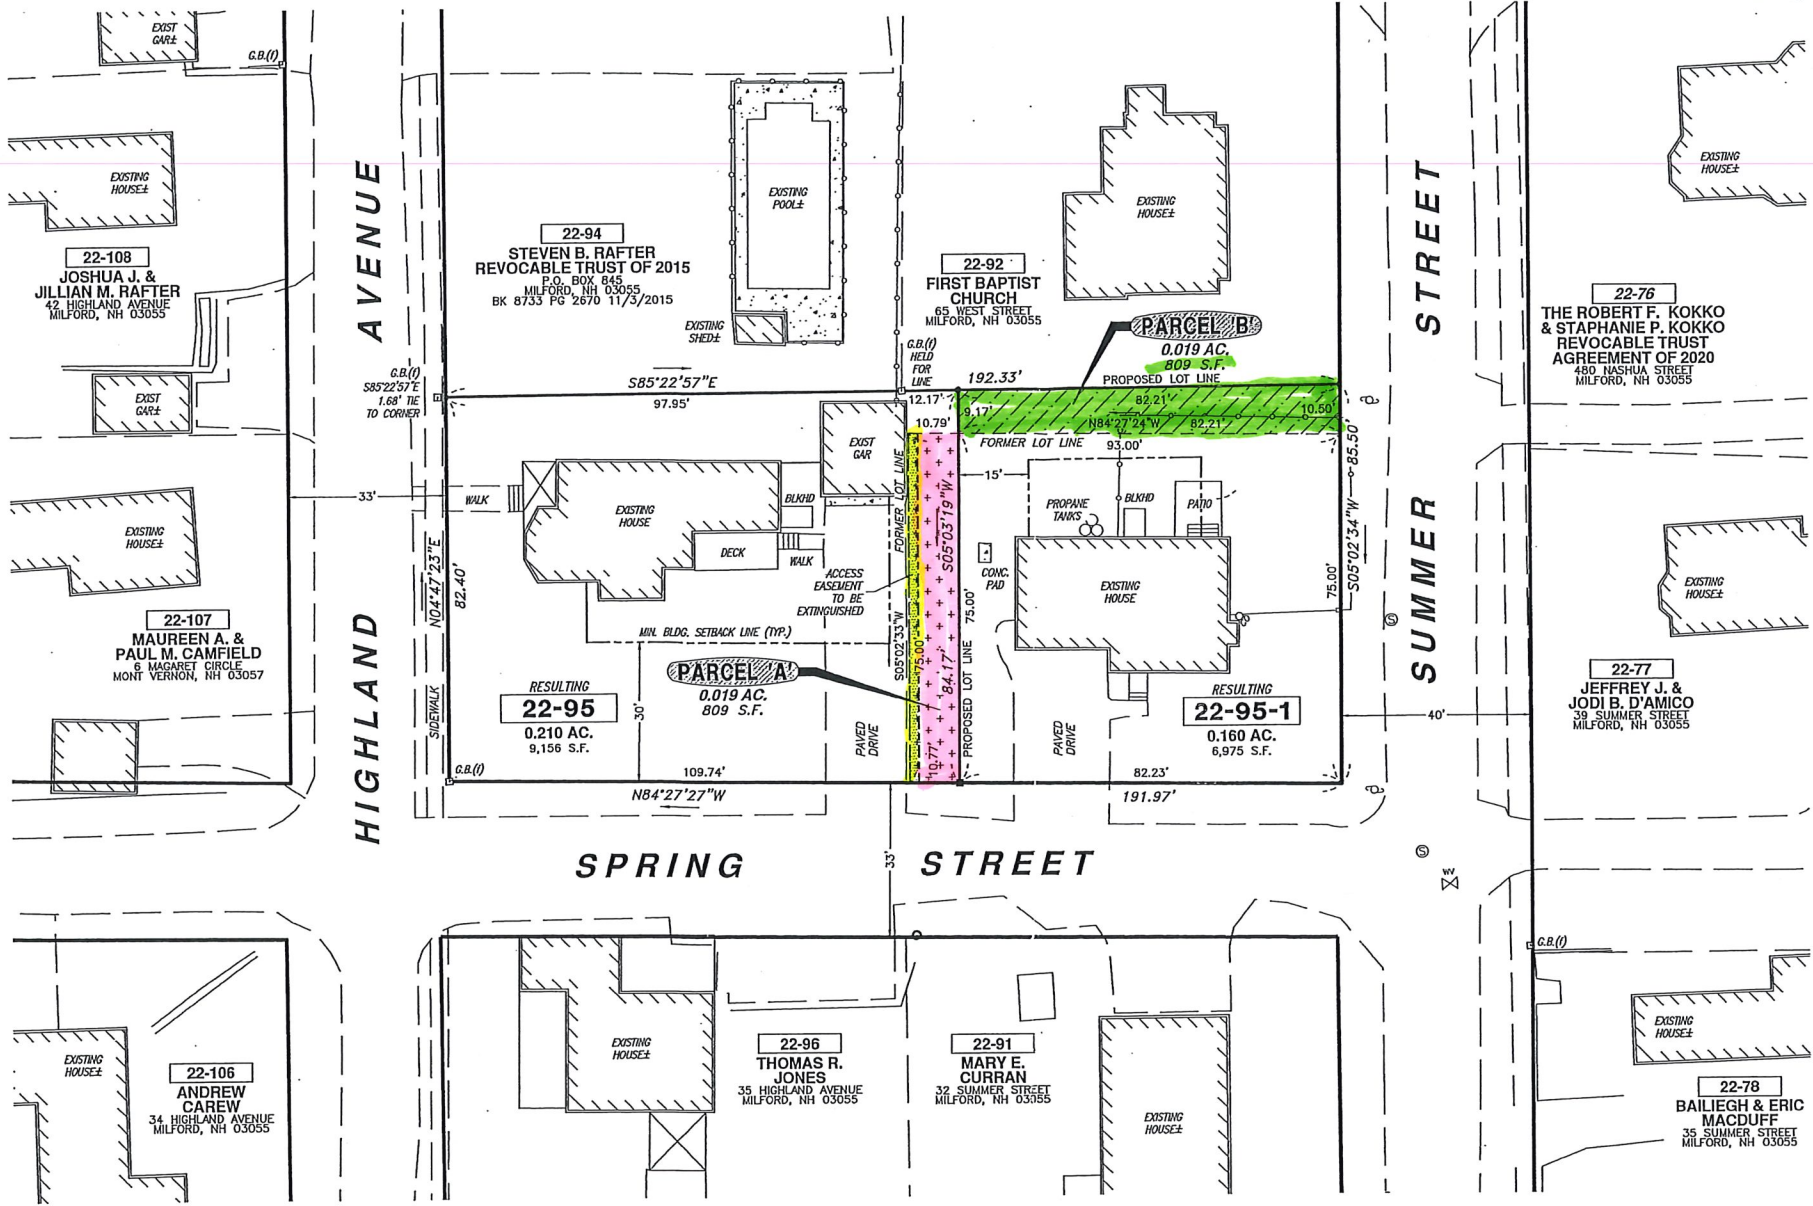 EXIST
GAR±
G.B.(f)
EXISTING
HOUSE±
22-108
JOSHUA J. &
JILLIAN M. RAFTER
42 HIGHLAND AVENUE
MILFORD, NH 03055
EXIST
GAR±
EXISTING
HOUSE±
22-107
MAUREEN A. &
PAUL M. CAMFIELD
6 MAGARET CIRCLE
MONT VERNON, NH 03057
HIGHLAND AVENUE
SIDEWALK
33'
22-94
STEVEN B. RAFTER
REVOCABLE TRUST OF 2015
P.O. BOX 845
MILFORD, NH 03055
BK 8733 PG 2670 11/3/2015
EXISTING
POOL±
EXISTING
SHED±
22-92
FIRST BAPTIST
CHURCH
65 WEST STREET
MILFORD, NH 03055
EXISTING
HOUSE±
PARCEL 'B'
0.019 AC.
809 S.F.
PROPOSED LOT LINE
G.B.(f)
HELD
FOR
LINE
G.B.(f)
S85°22'57"E
1.68' TIE
TO CORNER
S85°22'57"E
192.33'
97.95'
12.17'
82.21'
9.17'
10.50'
10.79'
N84°27'24"W
82.21'
FORMER LOT LINE
93.00'
EXIST
GAR
WALK
EXISTING
HOUSE
BLKHD
DECK
WALK
FORMER LOT LINE
S05°03'19"W
15'
PROPANE
TANKS
BLKHD
PATIO
CONC.
PAD
EXISTING
HOUSE
ACCESS
EASEMENT
TO BE
EXTINGUISHED
N04°47'23"E
82.40'
MIN. BLDG. SETBACK LINE (TYP.)
S05°02'33"W
75.00'
84.17'
75.00'
PROPOSED LOT LINE
75.00'
S05°02'34"W
85.50'
PARCEL 'A'
0.019 AC.
809 S.F.
RESULTING
22-95
0.210 AC.
9,156 S.F.
30'
PAVED
DRIVE
10.77'
PAVED
DRIVE
RESULTING
22-95-1
0.160 AC.
6,975 S.F.
40'
G.B.(f)
109.74'
82.23'
N84°27'27"W
191.97'
SPRING STREET
33'
SUMMER STREET
S
S
WV
EXISTING
HOUSE±
22-76
THE ROBERT F. KOKKO
& STAPHANIE P. KOKKO
REVOCABLE TRUST
AGREEMENT OF 2020
480 NASHUA STREET
MILFORD, NH 03055
EXISTING
HOUSE±
22-77
JEFFREY J. &
JODI B. D'AMICO
39 SUMMER STREET
MILFORD, NH 03055
G.B.(f)
EXISTING
HOUSE±
22-78
BAILIEGH & ERIC
MACDUFF
35 SUMMER STREET
MILFORD, NH 03055
EXISTING
HOUSE±
22-106
ANDREW
CAREW
34 HIGHLAND AVENUE
MILFORD, NH 03055
EXISTING
HOUSE±
22-96
THOMAS R.
JONES
35 HIGHLAND AVENUE
MILFORD, NH 03055
22-91
MARY E.
CURRAN
32 SUMMER STREET
MILFORD, NH 03055
EXISTING
HOUSE±